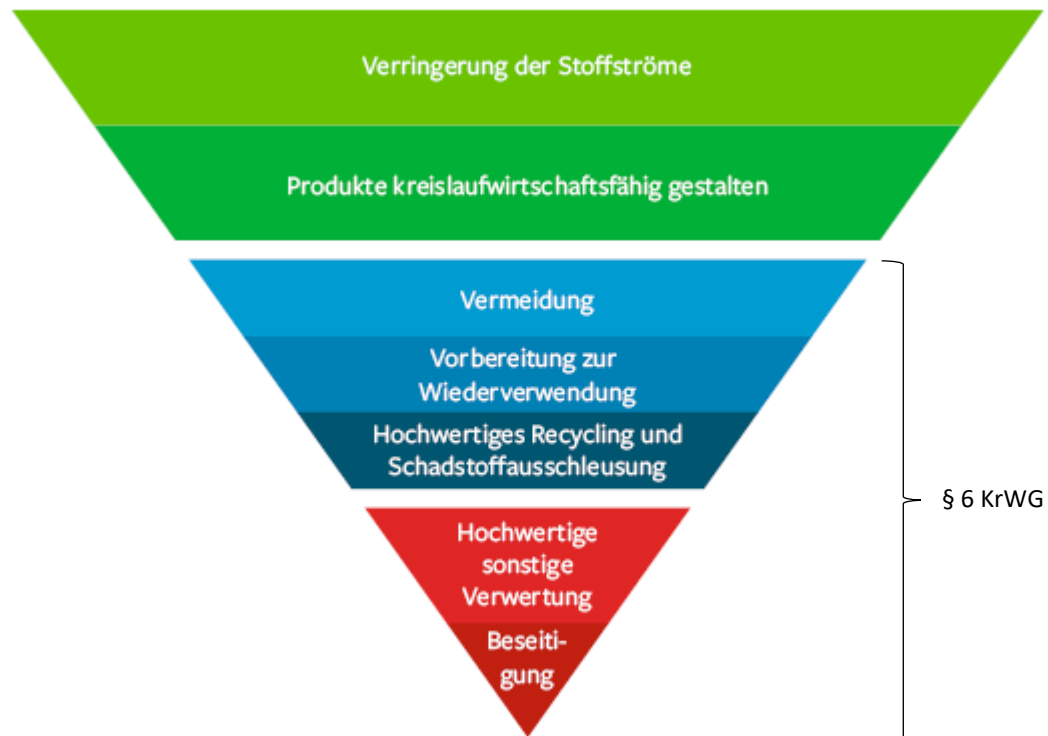 Verringerung der Stoffströme
Produkte kreislaufwirtschaftsfähig gestalten
Vermeidung
Vorbereitung zur
Wiederverwendung
Hochwertiges Recycling und
Schadstoffausschleusung
§ 6 KrWG
Hochwertige
sonstige
Verwertung
Beseiti-
gung